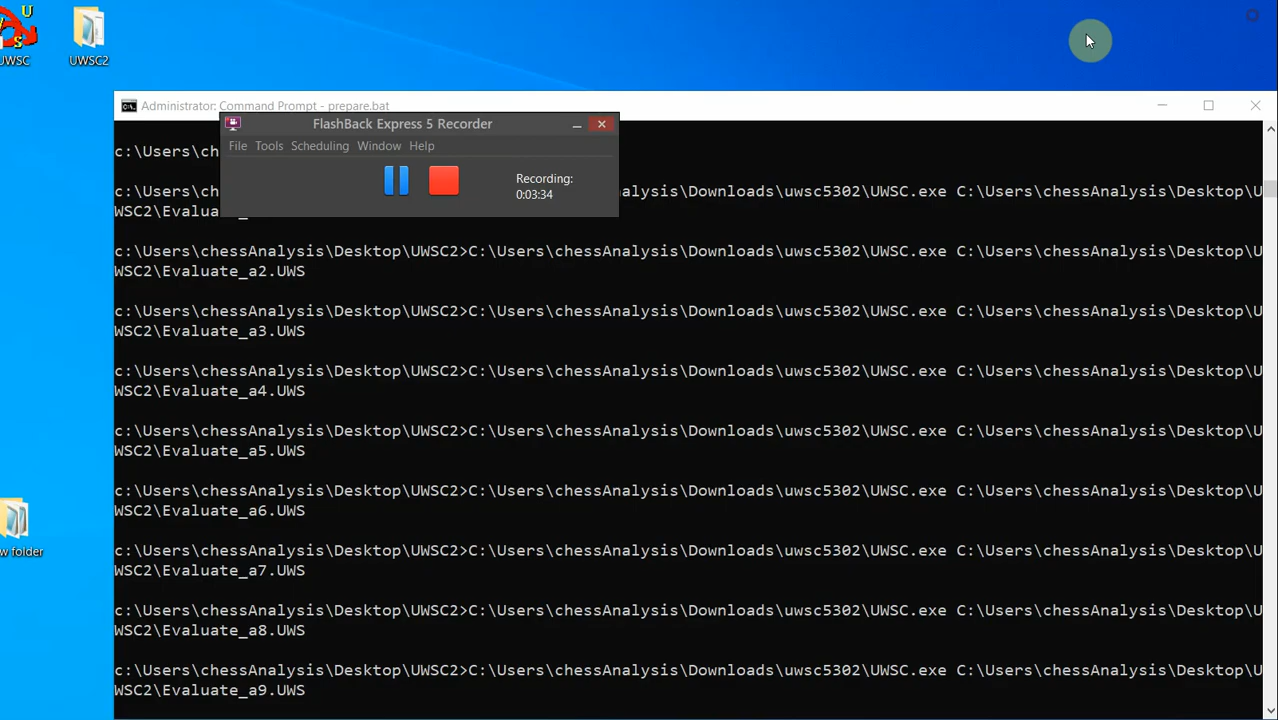 U
S
UWSC
UWSC2
Administrator: Command Prompt - prepare.bat
FlashBack Express 5 Recorder
File Tools Scheduling Window Help
Recording:
0:03:34
c:\Users\ch
c:\Users\ch nalysis\Downloads\uwsc5302\UWSC.exe C:\Users\chessAnalysis\Desktop\U
WSC2\Evalua
c:\Users\chessAnalysis\Desktop\UWSC2>C:\Users\chessAnalysis\Downloads\uwsc5302\UWSC.exe C:\Users\chessAnalysis\Desktop\U
WSC2\Evaluate_a2.UWS
c:\Users\chessAnalysis\Desktop\UWSC2>C:\Users\chessAnalysis\Downloads\uwsc5302\UWSC.exe C:\Users\chessAnalysis\Desktop\U
WSC2\Evaluate_a3.UWS
c:\Users\chessAnalysis\Desktop\UWSC2>C:\Users\chessAnalysis\Downloads\uwsc5302\UWSC.exe C:\Users\chessAnalysis\Desktop\U
WSC2\Evaluate_a4.UWS
c:\Users\chessAnalysis\Desktop\UWSC2>C:\Users\chessAnalysis\Downloads\uwsc5302\UWSC.exe C:\Users\chessAnalysis\Desktop\U
WSC2\Evaluate_a5.UWS
c:\Users\chessAnalysis\Desktop\UWSC2>C:\Users\chessAnalysis\Downloads\uwsc5302\UWSC.exe C:\Users\chessAnalysis\Desktop\U
WSC2\Evaluate_a6.UWS
w folder
c:\Users\chessAnalysis\Desktop\UWSC2>C:\Users\chessAnalysis\Downloads\uwsc5302\UWSC.exe C:\Users\chessAnalysis\Desktop\U
WSC2\Evaluate_a7.UWS
c:\Users\chessAnalysis\Desktop\UWSC2>C:\Users\chessAnalysis\Downloads\uwsc5302\UWSC.exe C:\Users\chessAnalysis\Desktop\U
WSC2\Evaluate_a8.UWS
c:\Users\chessAnalysis\Desktop\UWSC2>C:\Users\chessAnalysis\Downloads\uwsc5302\UWSC.exe C:\Users\chessAnalysis\Desktop\U
WSC2\Evaluate_a9.UWS